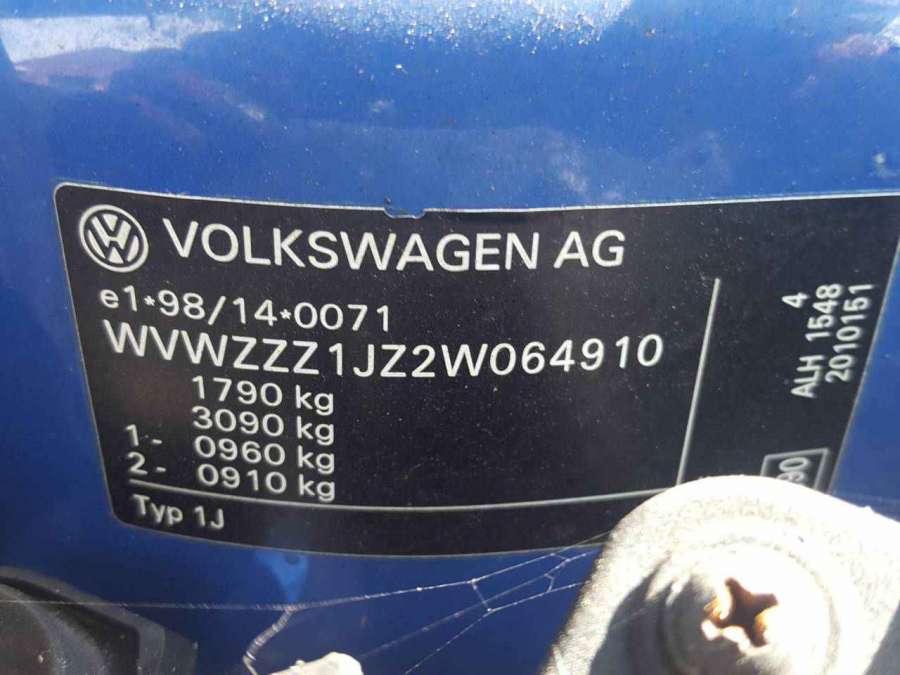 VOLKSWAGEN AG
e1*98/14*0071
WVWZZZ1JZ2W064910
1790 kg
3090 kg
1.- 0960 kg
2.- 0910 kg
Typ 1J
4
ALH 1548
2010151
90